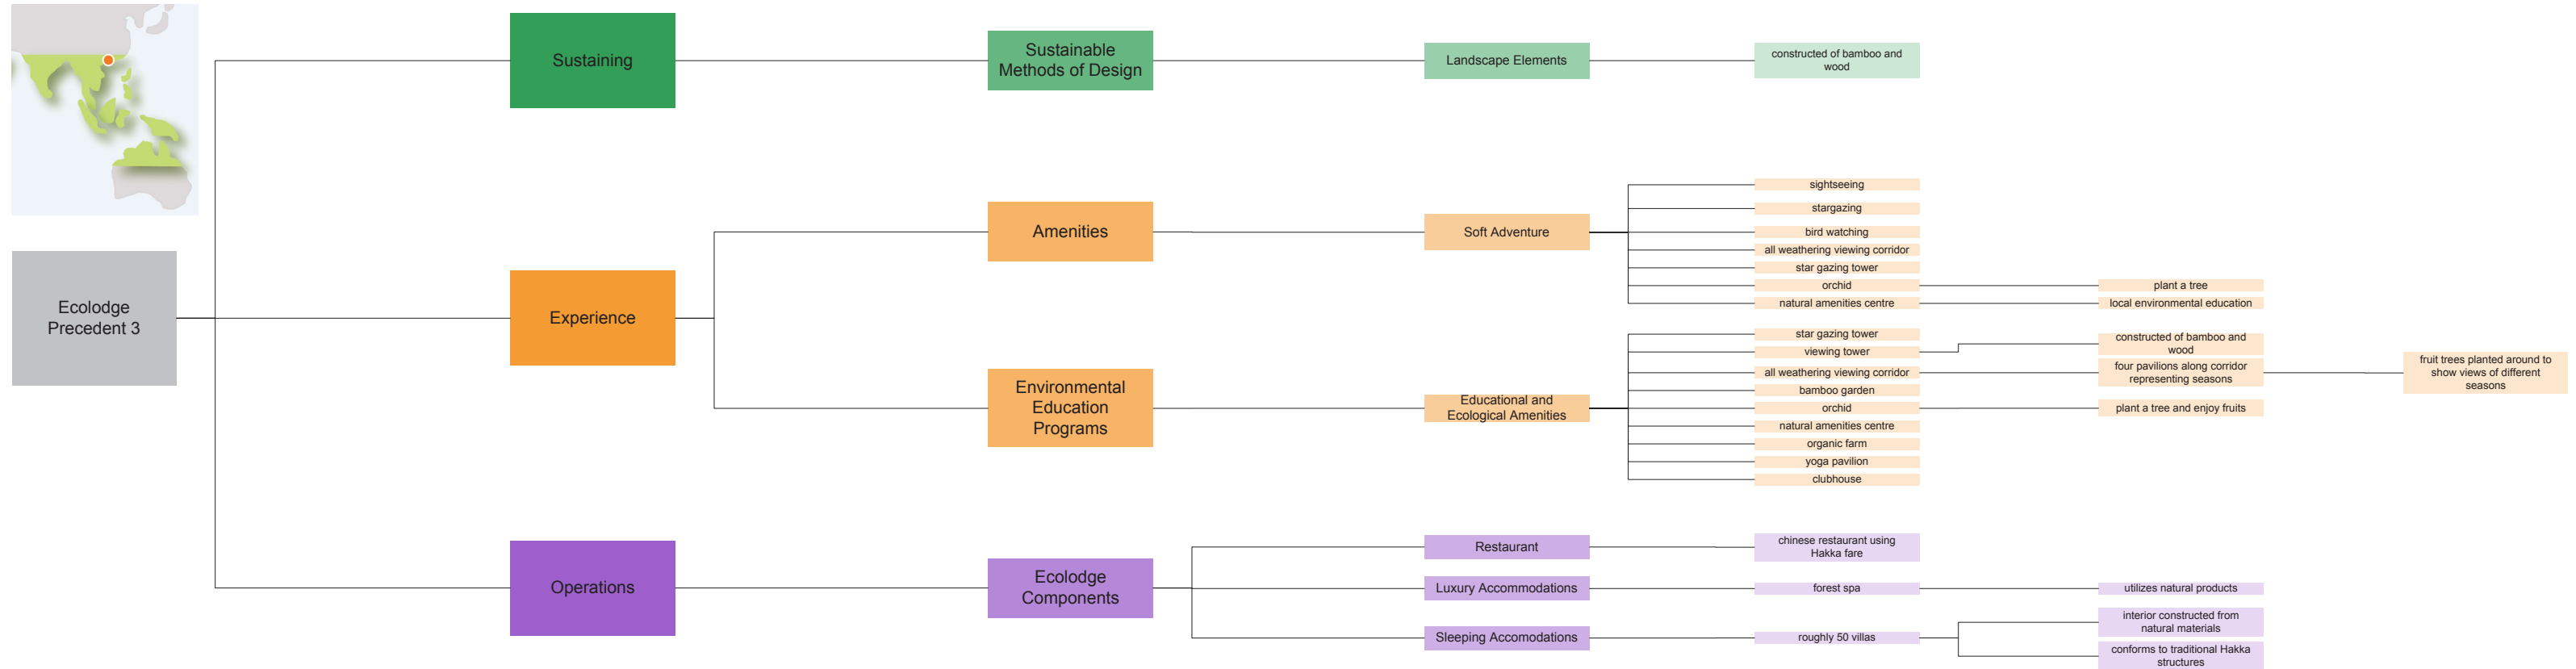 Ecolodge
Precedent 3
Sustaining
Sustainable
Methods of Design
Landscape Elements
constructed of bamboo and
wood
Experience
Amenities
Soft Adventure
sightseeing
stargazing
bird watching
all weathering viewing corridor
star gazing tower
orchid
plant a tree
natural amenities centre
local environmental education
Environmental
Education
Programs
Educational and
Ecological Amenities
star gazing tower
viewing tower
constructed of bamboo and
wood
all weathering viewing corridor
four pavilions along corridor
representing seasons
fruit trees planted around to
show views of different
seasons
bamboo garden
orchid
plant a tree and enjoy fruits
natural amenities centre
organic farm
yoga pavilion
clubhouse
Operations
Ecolodge
Components
Restaurant
chinese restaurant using
Hakka fare
Luxury Accommodations
forest spa
utilizes natural products
Sleeping Accomodations
roughly 50 villas
interior constructed from
natural materials
conforms to traditional Hakka
structures